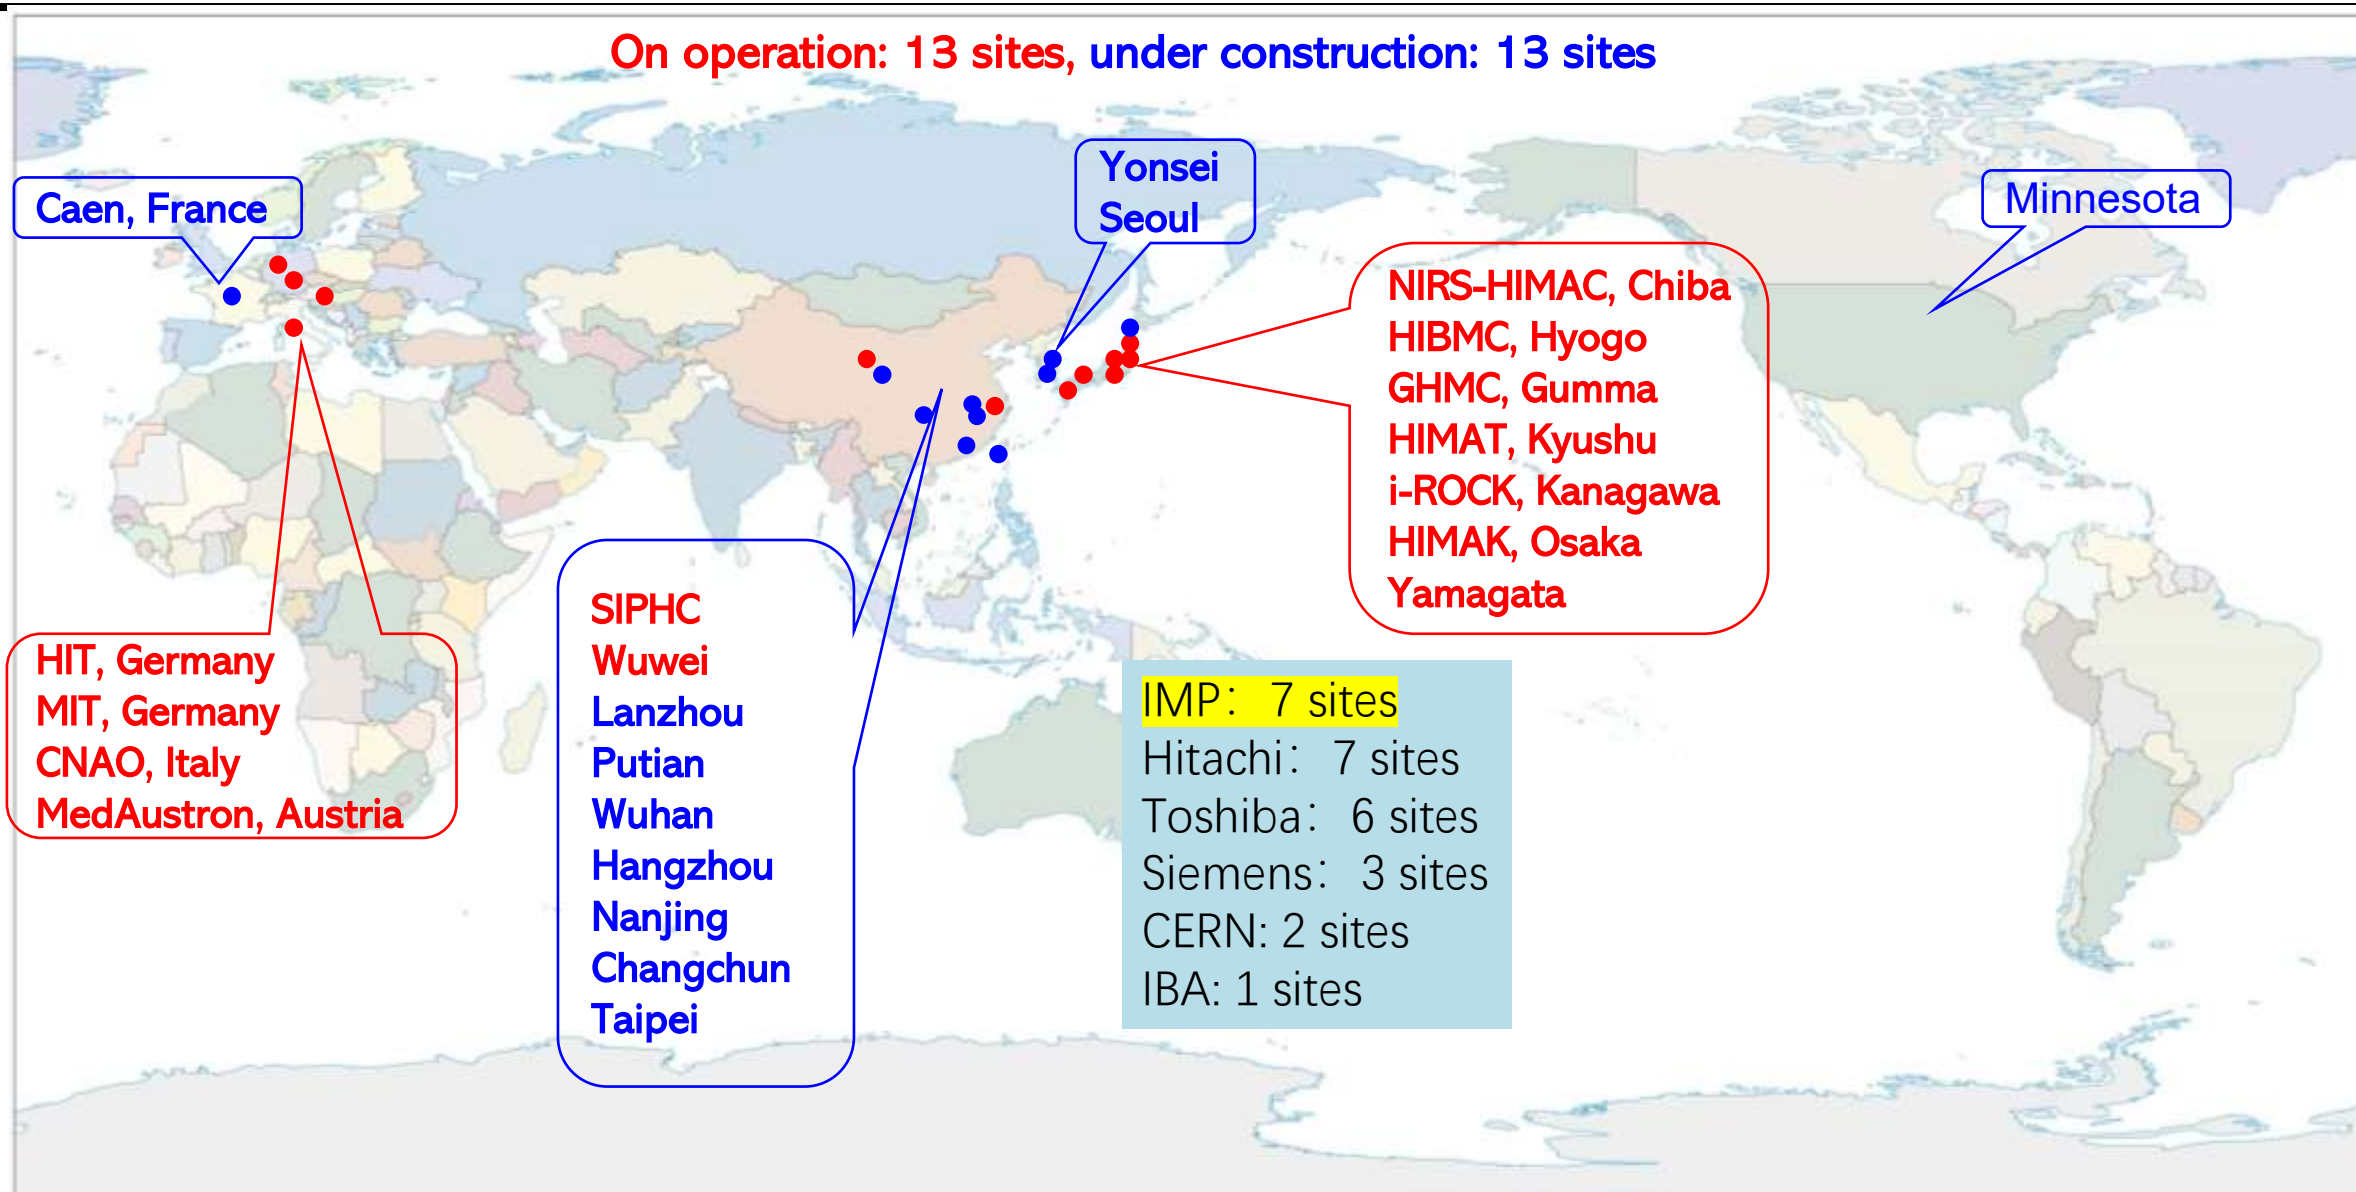 On operation: 13 sites, under construction: 13 sites
Caen, France
Yonsei
Seoul
Minnesota
NIRS-HIMAC, Chiba
HIBMC, Hyogo
GHMC, Gumma
HIMAT, Kyushu
i-ROCK, Kanagawa
HIMAK, Osaka
Yamagata
HIT, Germany
MIT, Germany
CNAO, Italy
MedAustron, Austria
SIPHC
Wuwei
Lanzhou
Putian
Wuhan
Hangzhou
Nanjing
Changchun
Taipei
IMP： 7 sites
Hitachi： 7 sites
Toshiba： 6 sites
Siemens： 3 sites
CERN: 2 sites
IBA: 1 sites